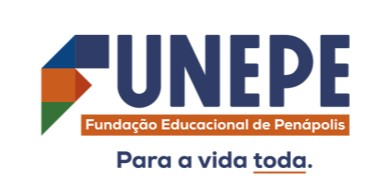 FUNEPE
Fundação Educacional de Penápolis
Para a vida toda.